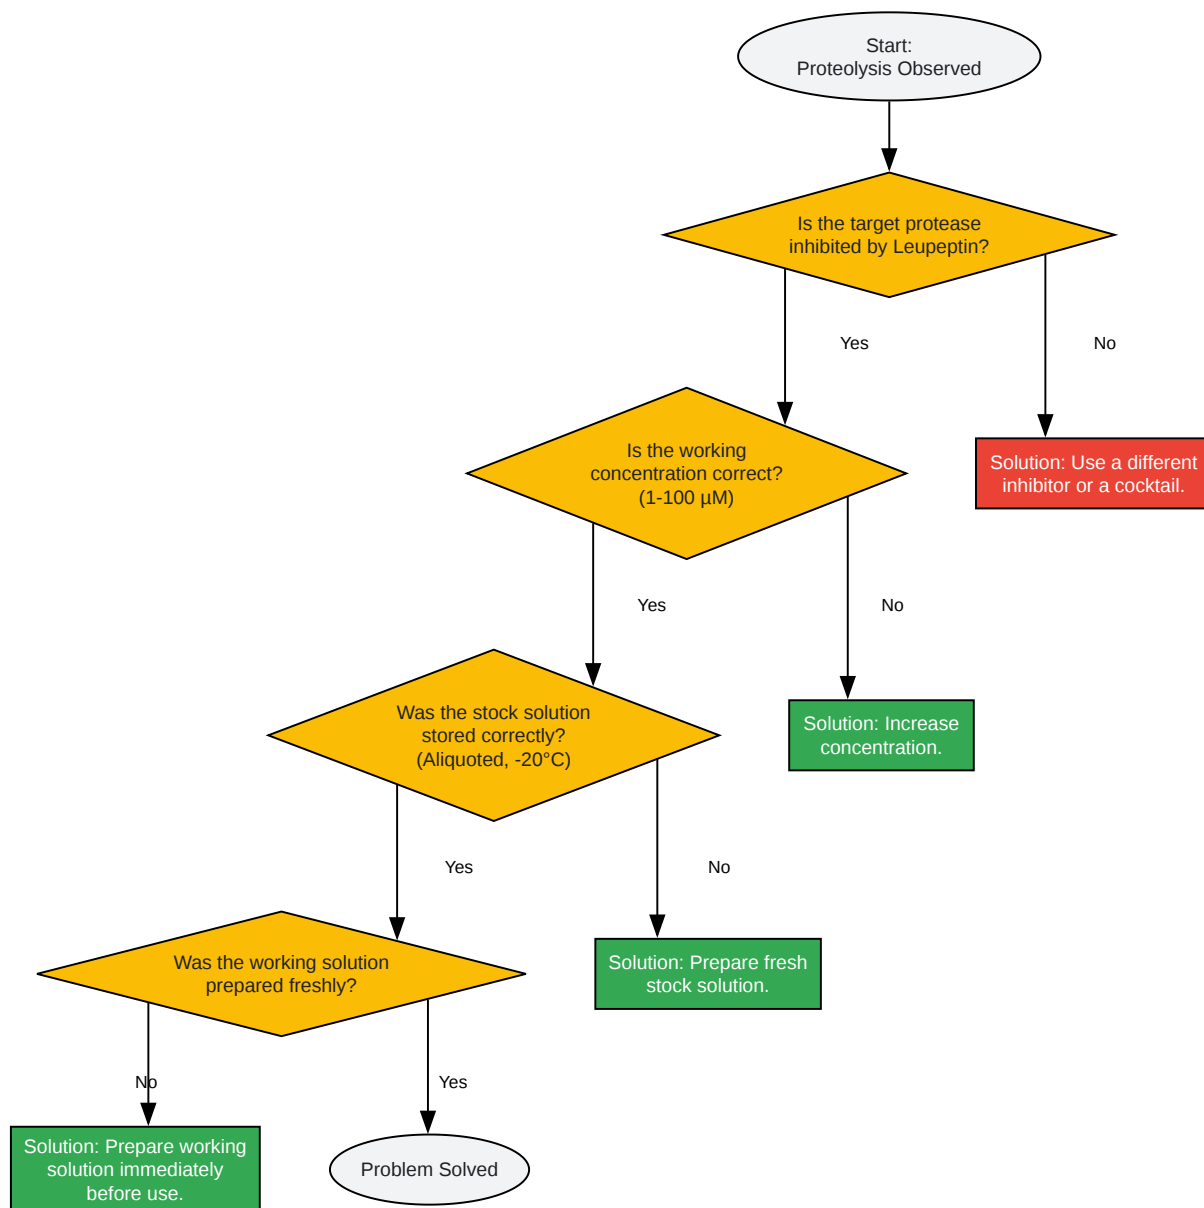 Start:
Proteolysis Observed
Is the target protease
inhibited by Leupeptin?
Yes
No
Is the working
concentration correct?
(1-100 µM)
Solution: Use a different
inhibitor or a cocktail.
Yes
No
Was the stock solution
stored correctly?
(Aliquoted, -20°C)
Solution: Increase
concentration.
Yes
No
Was the working solution
prepared freshly?
Solution: Prepare fresh
stock solution.
No
Yes
Solution: Prepare working
solution immediately
before use.
Problem Solved